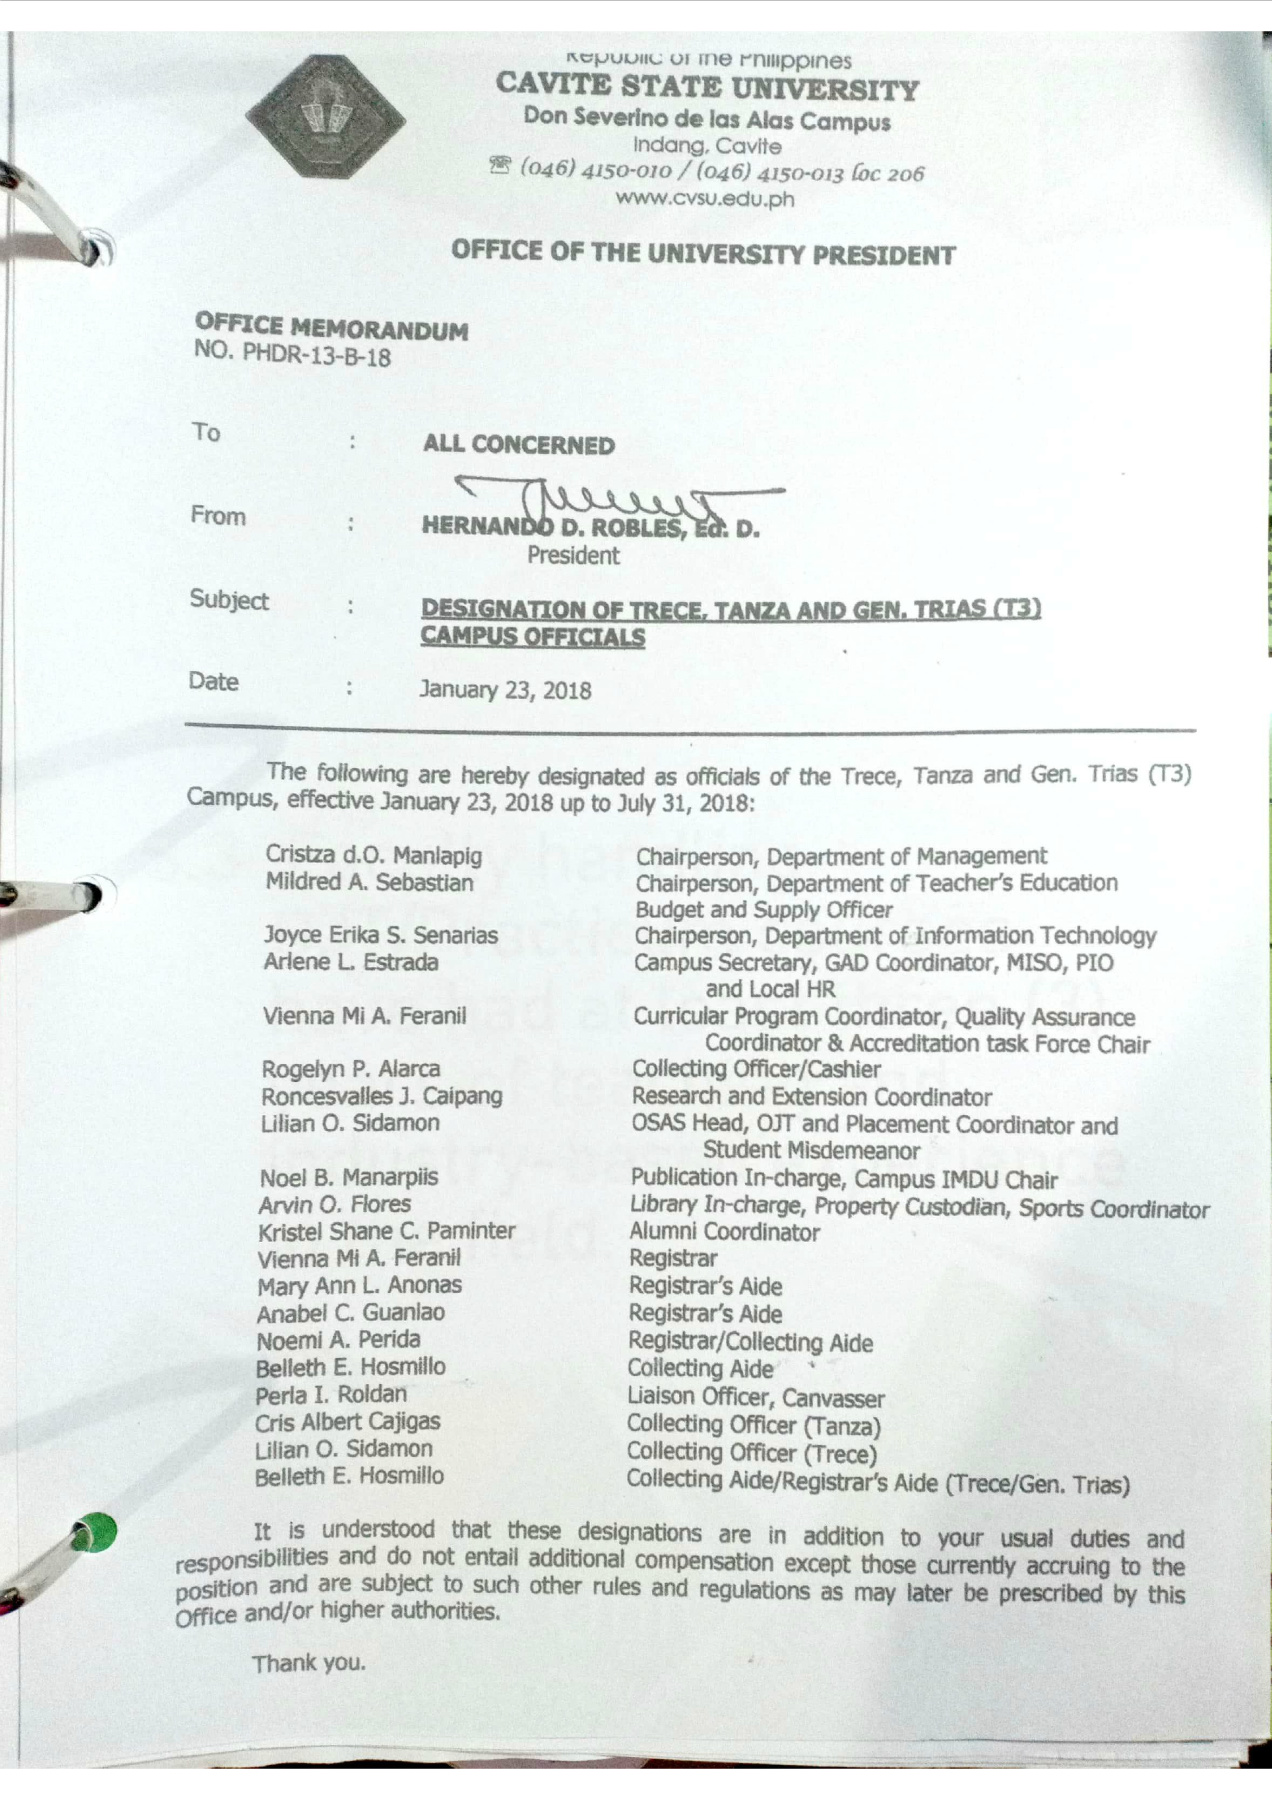 Republic of the Philippines
CAVITE STATE UNIVERSITY
Don Severino de las Alas Campus
Indang, Cavite
☏ (046) 4150-010 / (046) 4150-013 loc 206
www.cvsu.edu.ph
OFFICE OF THE UNIVERSITY PRESIDENT
OFFICE MEMORANDUM
NO. PHDR-13-B-18
To : ALL CONCERNED
From : HERNANDO D. ROBLES, Ed. D.
President
Subject : DESIGNATION OF TRECE, TANZA AND GEN. TRIAS (T3)
CAMPUS OFFICIALS
Date : January 23, 2018
The following are hereby designated as officials of the Trece, Tanza and Gen. Trias (T3)
Campus, effective January 23, 2018 up to July 31, 2018:
Cristza d.O. Manlapig Chairperson, Department of Management
Mildred A. Sebastian Chairperson, Department of Teacher's Education
Budget and Supply Officer
Joyce Erika S. Senarias Chairperson, Department of Information Technology
Arlene L. Estrada Campus Secretary, GAD Coordinator, MISO, PIO
and Local HR
Vienna Mi A. Feranil Curricular Program Coordinator, Quality Assurance
Coordinator & Accreditation task Force Chair
Rogelyn P. Alarca Collecting Officer/Cashier
Roncesvalles J. Caipang Research and Extension Coordinator
Lilian O. Sidamon OSAS Head, OJT and Placement Coordinator and
Student Misdemeanor
Noel B. Manarpiis Publication In-charge, Campus IMDU Chair
Arvin O. Flores Library In-charge, Property Custodian, Sports Coordinator
Kristel Shane C. Paminter Alumni Coordinator
Vienna Mi A. Feranil Registrar
Mary Ann L. Anonas Registrar's Aide
Anabel C. Guanlao Registrar's Aide
Noemi A. Perida Registrar/Collecting Aide
Belleth E. Hosmillo Collecting Aide
Perla I. Roldan Liaison Officer, Canvasser
Cris Albert Cajigas Collecting Officer (Tanza)
Lilian O. Sidamon Collecting Officer (Trece)
Belleth E. Hosmillo Collecting Aide/Registrar's Aide (Trece/Gen. Trias)
It is understood that these designations are in addition to your usual duties and
responsibilities and do not entail additional compensation except those currently accruing to the
position and are subject to such other rules and regulations as may later be prescribed by this
Office and/or higher authorities.
Thank you.